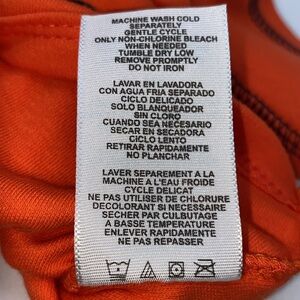 MACHINE WASH COLD
SEPARATELY
GENTLE CYCLE
ONLY NON-CHLORINE BLEACH
WHEN NEEDED
TUMBLE DRY LOW
REMOVE PROMPTLY
DO NOT IRON
LAVAR EN LAVADORA
CON AGUA FRIA SEPARADO
CICLO DELICADO
SOLO BLANQUEADOR
SIN CLORO
CUANDO SEA NECESARIO
SECAR EN SECADORA
CICLO LENTO
RETIRAR RAPIDAMENTE
NO PLANCHAR
LAVER SEPAREMENT A LA
MACHINE A L'EAU FROIDE
CYCLE DELICAT
NE PAS UTILISER DE CHLORURE
DECOLORANT SI NECESSAIRE
SECHER PAR CULBUTAGE
A BASSE TEMPERATURE
ENLEVER RAPIDEMENT
NE PAS REPASSER